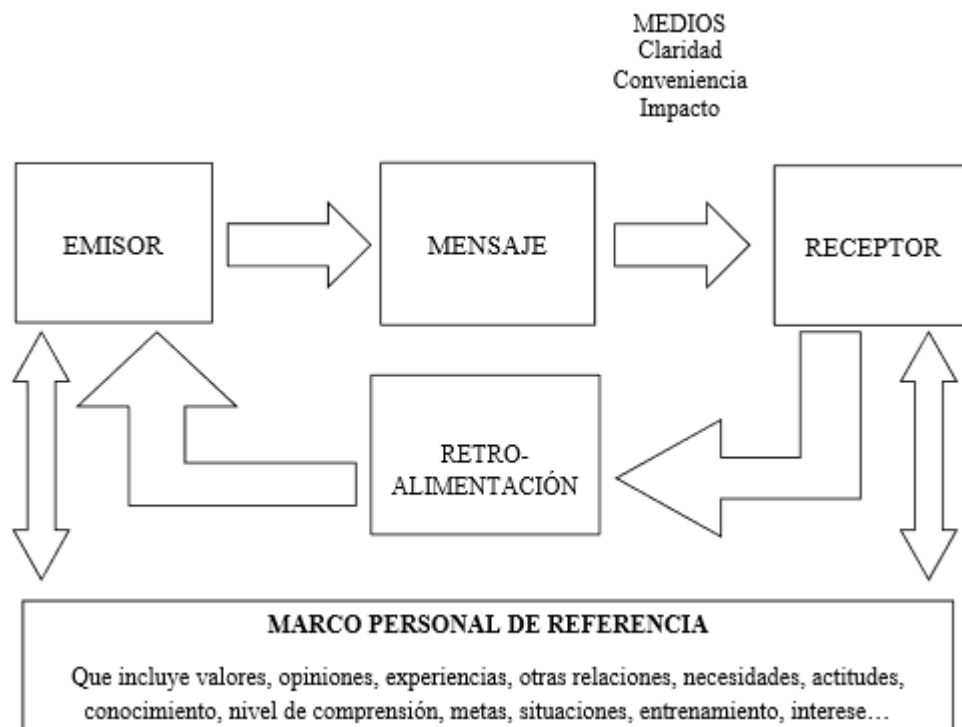 MEDIOS
Claridad
Conveniencia
Impacto
EMISOR
MENSAJE
RECEPTOR
RETRO-
ALIMENTACIÓN
MARCO PERSONAL DE REFERENCIA
Que incluye valores, opiniones, experiencias, otras relaciones, necesidades, actitudes,
conocimiento, nivel de comprensión, metas, situaciones, entrenamiento, interese…